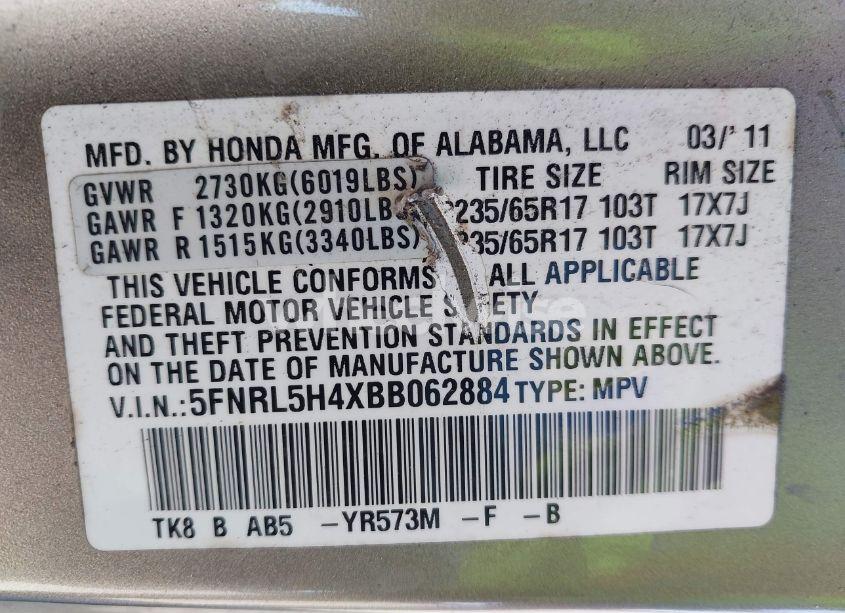 MFD. BY HONDA MFG. OF ALABAMA, LLC 03/' 11
GVWR 2730KG(6019LBS) TIRE SIZE RIM SIZE
GAWR F 1320KG(2910LB 235/65R17 103T 17X7J
GAWR R 1515KG(3340LBS) 235/65R17 103T 17X7J
THIS VEHICLE CONFORMS ALL APPLICABLE
FEDERAL MOTOR VEHICLE SAFETY
AND THEFT PREVENTION STANDARDS IN EFFECT
ON THE DATE OF MANUFACTURE SHOWN ABOVE.
V.I.N.:5FNRL5H4XBB062884 TYPE: MPV
TK8 B AB5 -YR573M -F -B